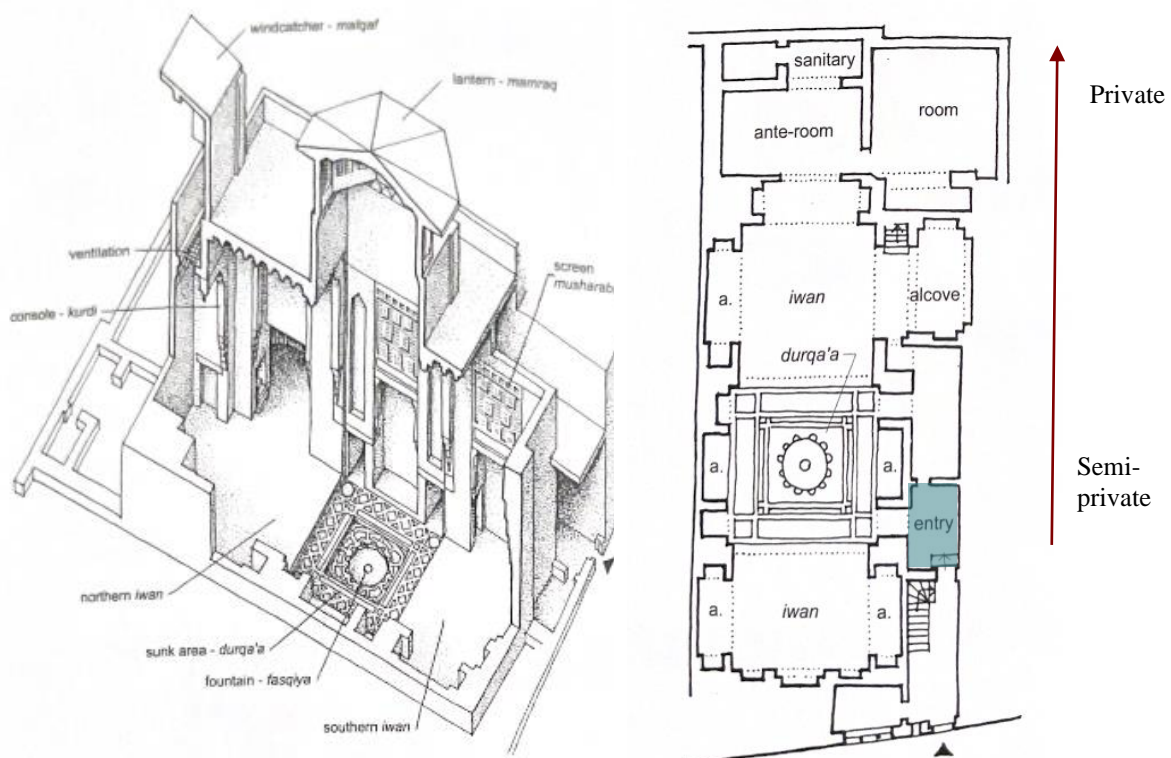 windcatcher - malqaf
lantern - mamraq
ventilation
screen
musharab
console - kurdi
northern iwan
sunk area - durqa'a
fountain - fasqiya
southern iwan
sanitary
room
ante-room
a.
iwan
alcove
durqa'a
a.
a.
entry
a.
iwan
a.
Private
Semi-
private